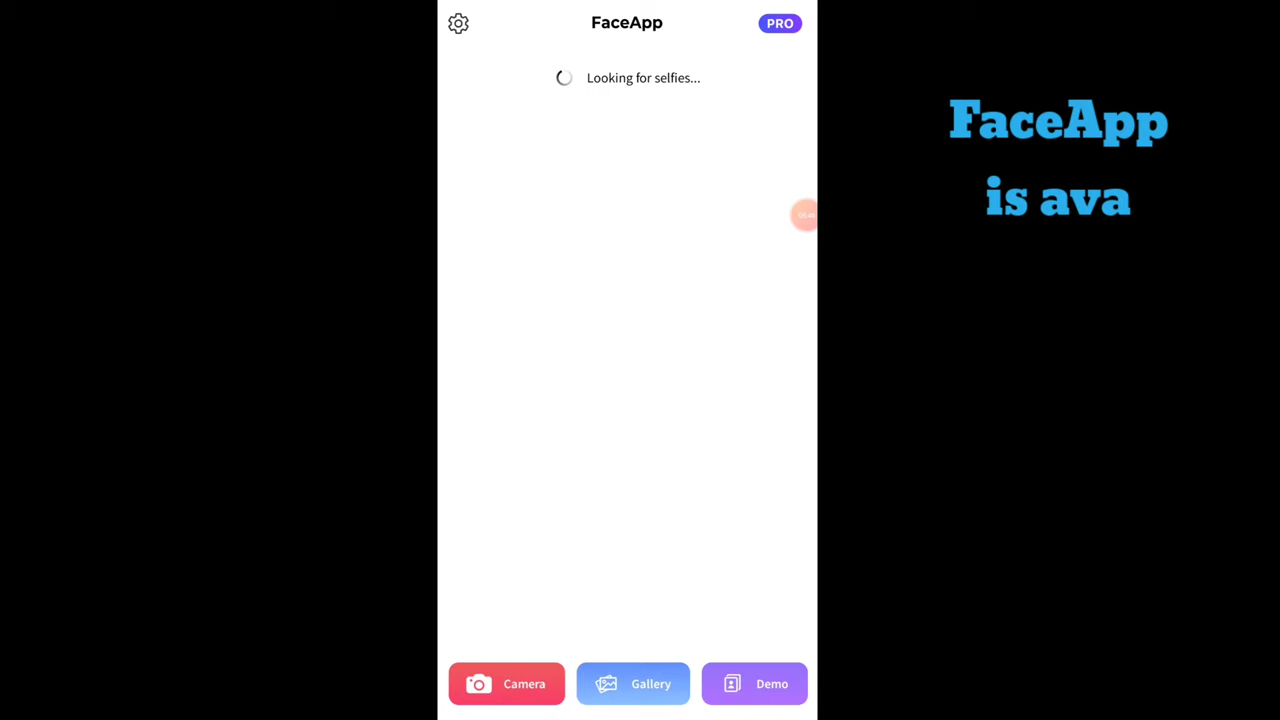 FaceApp
PRO
Looking for selfies...
FaceApp
is ava
Camera
Gallery
Demo